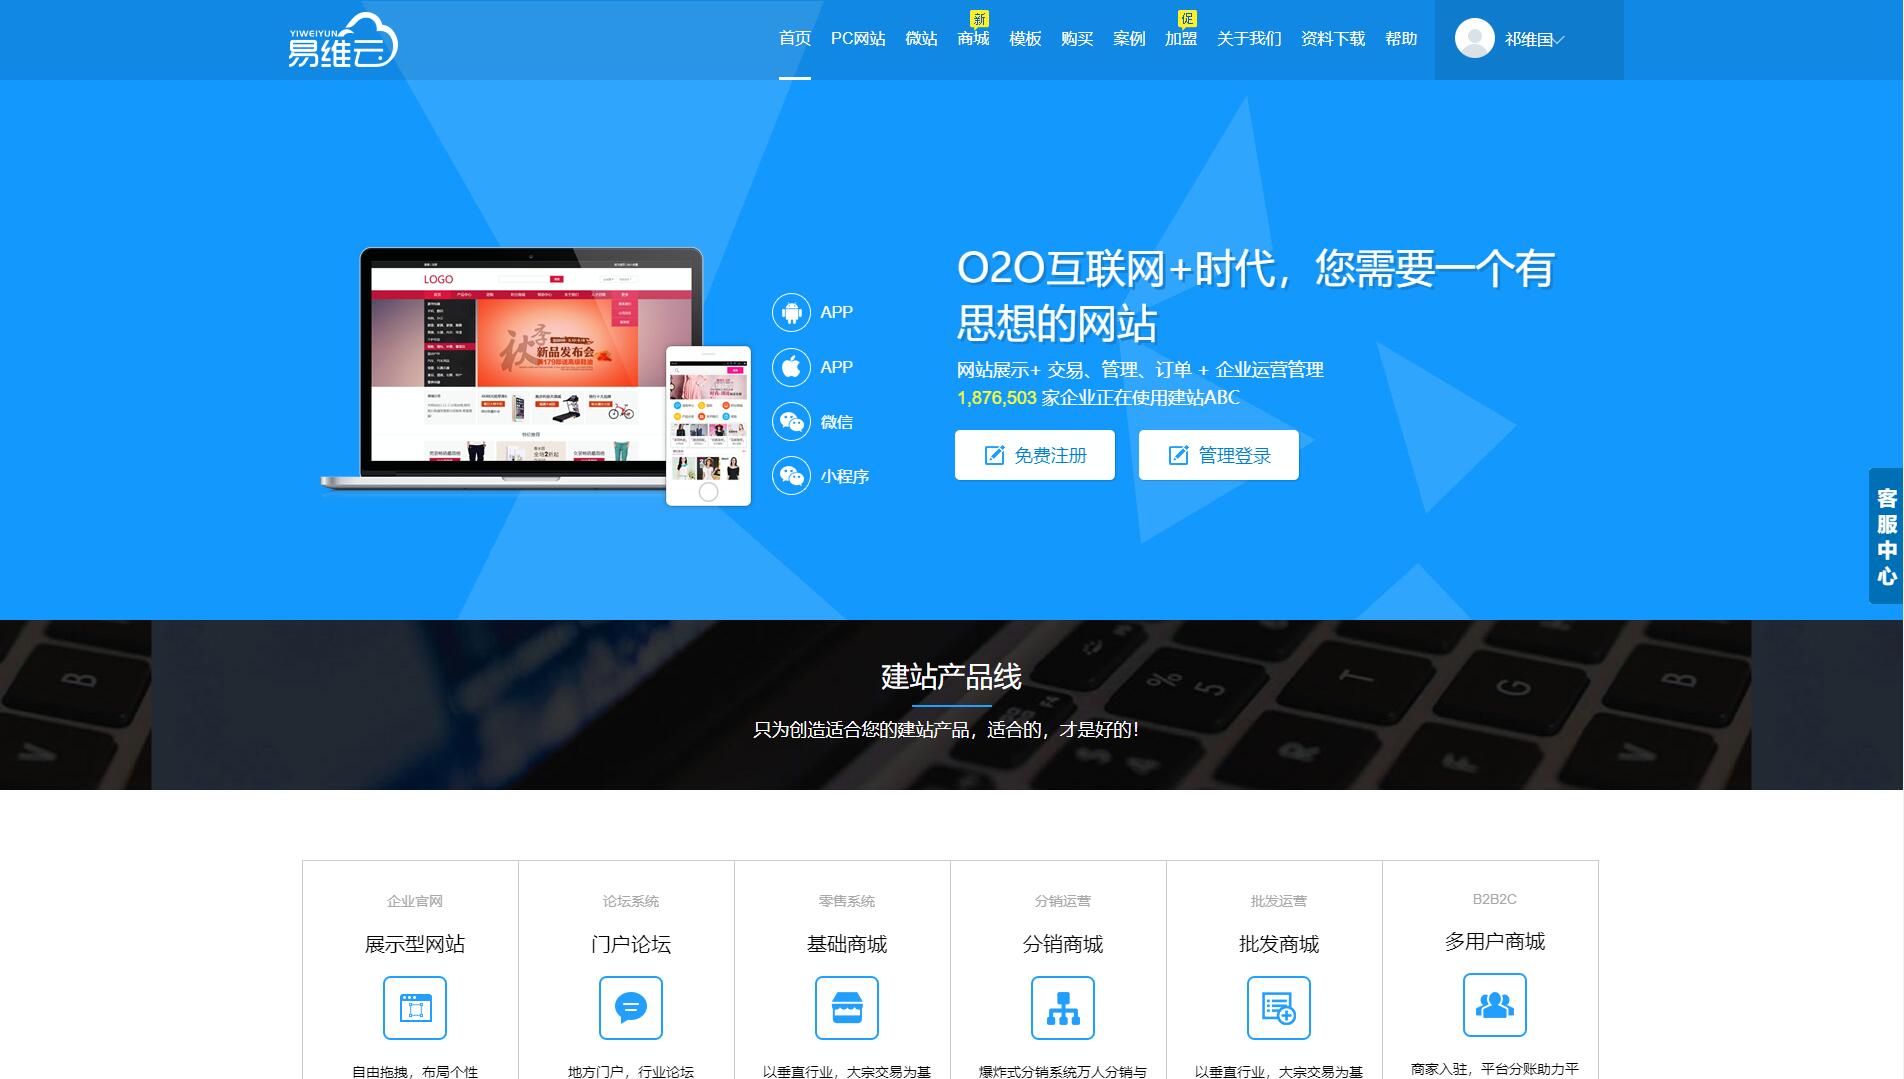 YIWEIYUN
易维云
首页 PC网站 微站 商城 模板 购买 案例 加盟 关于我们 资料下载 帮助
新
促
祁维国
LOGO
秋季
新品发布会
APP
APP
微信
小程序
O2O互联网+时代，您需要一个有
思想的网站
网站展示+ 交易、管理、订单 + 企业运营管理
1,876,503 家企业正在使用建站ABC
免费注册 管理登录
客服中心
建站产品线
只为创造适合您的建站产品，适合的，才是好的！
企业官网 论坛系统 零售系统 分销运营 批发运营 B2B2C
展示型网站 门户论坛 基础商城 分销商城 批发商城 多用户商城
自由拖拽，布局个性 地方门户，行业论坛 以垂直行业，大宗交易为基 爆炸式分销系统万人分销与 以垂直行业，大宗交易为基 商家入驻，平台分账助力平